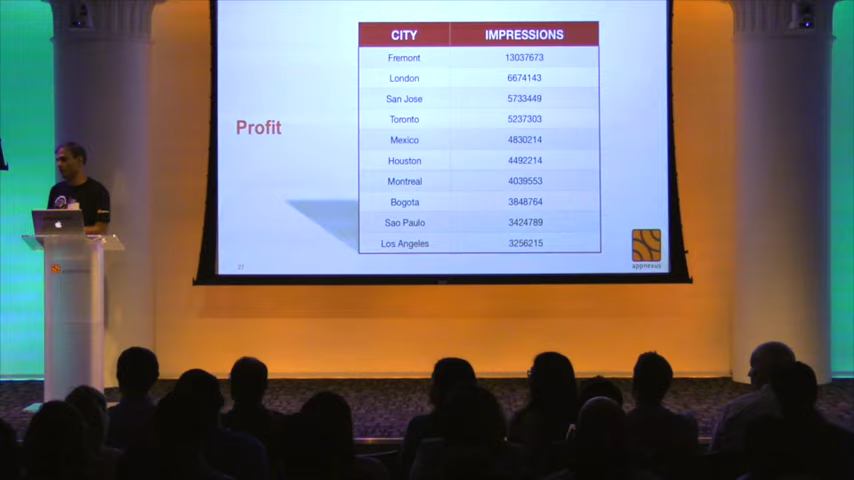 CITY IMPRESSIONS
Fremont 13037673
London 6674143
San Jose 5733449
Toronto 5237303
Profit
Mexico 4830214
Houston 4492214
Montreal 4039553
Bogota 3848764
Sao Paulo 3424789
Los Angeles 3256215
27
appnexus